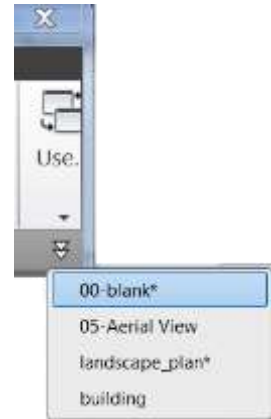 Use.
00-blank*
05-Aerial View
landscape_plan*
building